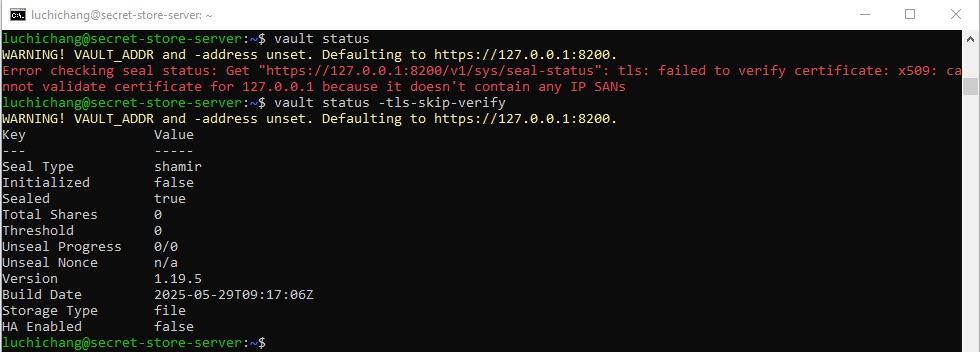 luchichang@secret-store-server: ~
luchichang@secret-store-server:~$ vault status
WARNING! VAULT_ADDR and -address unset. Defaulting to https://127.0.0.1:8200.
Error checking seal status: Get "https://127.0.0.1:8200/v1/sys/seal-status": tls: failed to verify certificate: x509: ca
nnot validate certificate for 127.0.0.1 because it doesn't contain any IP SANs
luchichang@secret-store-server:~$ vault status -tls-skip-verify
WARNING! VAULT_ADDR and -address unset. Defaulting to https://127.0.0.1:8200.
Key                Value
---                -----
Seal Type          shamir
Initialized        false
Sealed             true
Total Shares       0
Threshold          0
Unseal Progress    0/0
Unseal Nonce       n/a
Version            1.19.5
Build Date         2025-05-29T09:17:06Z
Storage Type       file
HA Enabled         false
luchichang@secret-store-server:~$